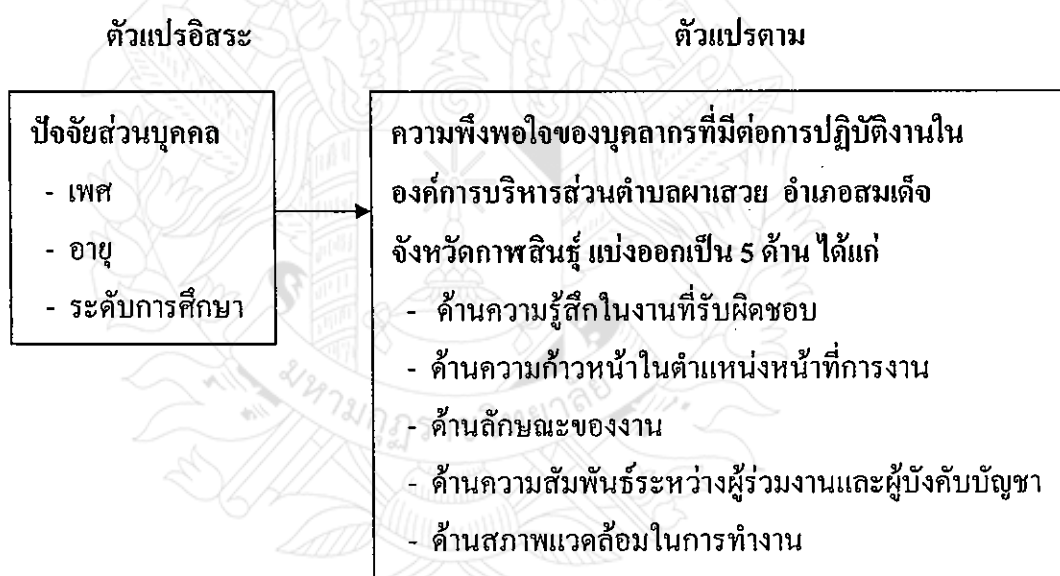 ตัวแปรอิสระ
ตัวแปรตาม
ปัจจัยส่วนบุคคล
- เพศ
- อายุ
- ระดับการศึกษา
ความพึงพอใจของบุคลากรที่มีต่อการปฏิบัติงานใน
องค์การบริหารส่วนตำบลผาเสวย อำเภอสมเด็จ
จังหวัดกาฬสินธุ์ แบ่งออกเป็น 5 ด้าน ได้แก่
- ด้านความรู้สึกในงานที่รับผิดชอบ
- ด้านความก้าวหน้าในตำแหน่งหน้าที่การงาน
- ด้านลักษณะของงาน
- ด้านความสัมพันธ์ระหว่างผู้ร่วมงานและผู้บังคับบัญชา
- ด้านสภาพแวดล้อมในการทำงาน